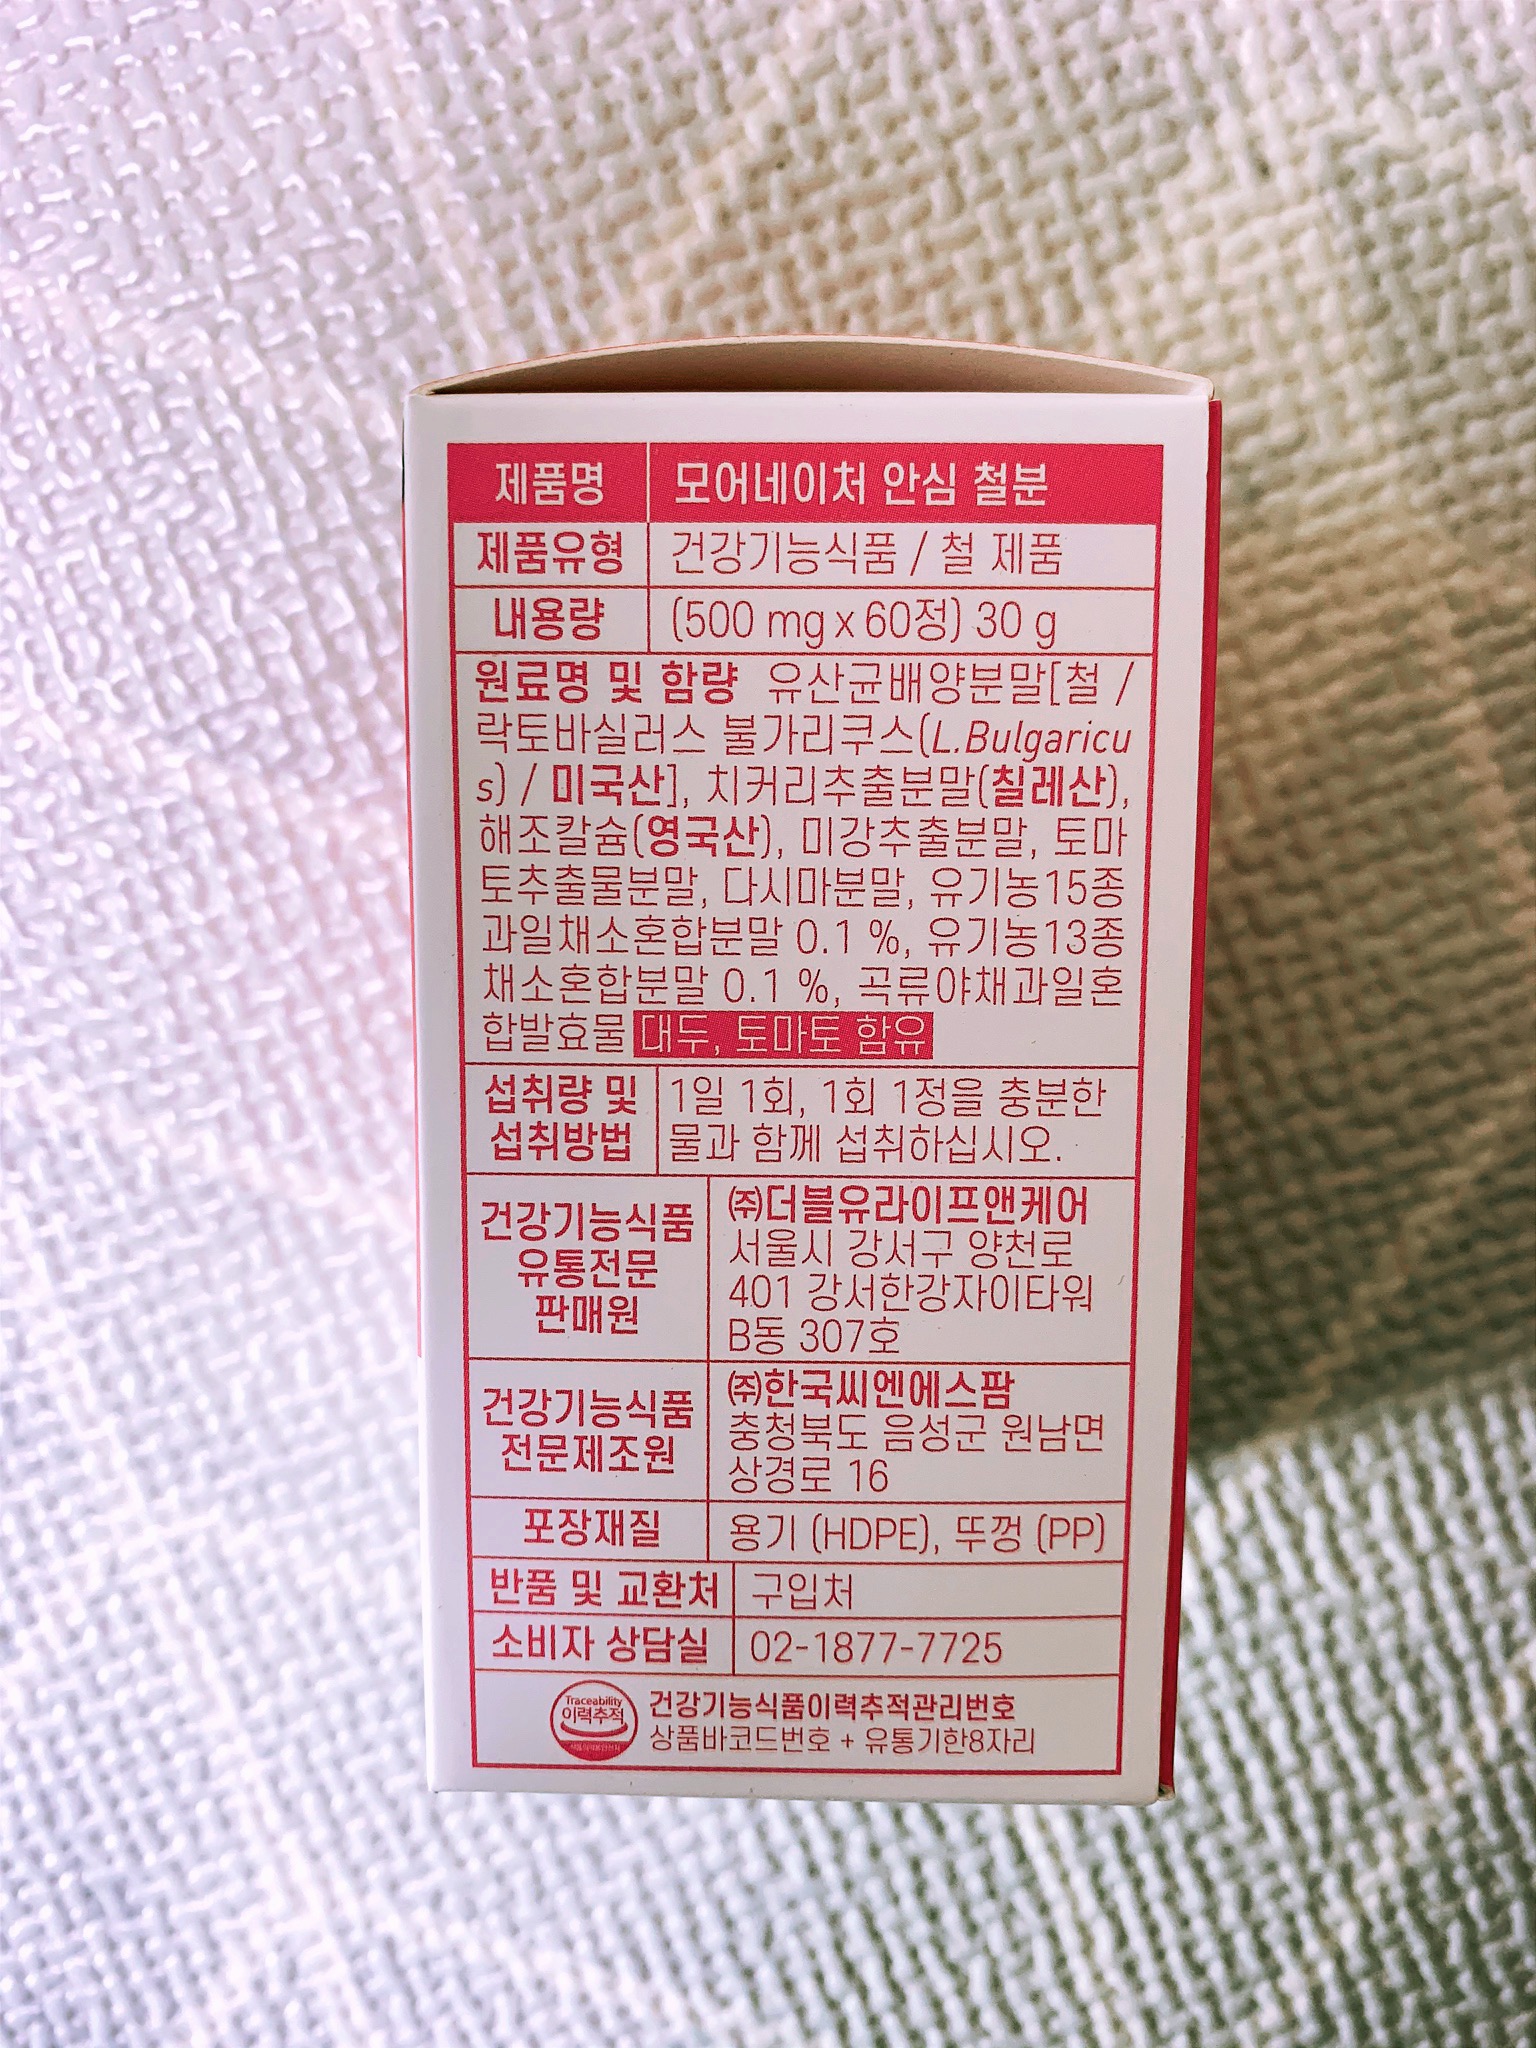 제품명 모어네이처 안심 철분
제품유형 건강기능식품 / 철 제품
내용량 (500 mg x 60정) 30 g
원료명 및 함량 유산균배양분말[철 /
락토바실러스 불가리쿠스(L.Bulgaricu
s) / 미국산], 치커리추출분말(칠레산),
해조칼슘(영국산), 미강추출분말, 토마
토추출물분말, 다시마분말, 유기농15종
과일채소혼합분말 0.1 %, 유기농13종
채소혼합분말 0.1 %, 곡류야채과일혼
합발효물 대두, 토마토 함유
섭취량 및
섭취방법
1일 1회, 1회 1정을 충분한
물과 함께 섭취하십시오.
건강기능식품
유통전문
판매원
㈜더블유라이프앤케어
서울시 강서구 양천로
401 강서한강자이타워
B동 307호
건강기능식품
전문제조원
㈜한국씨엔에스팜
충청북도 음성군 원남면
상경로 16
포장재질 용기 (HDPE), 뚜껑 (PP)
반품 및 교환처 구입처
소비자 상담실 02-1877-7725
Traceability
이력추적
건강기능식품이력추적관리번호
상품바코드번호 + 유통기한8자리